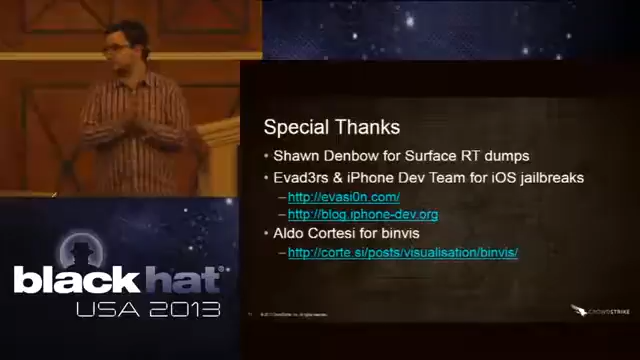 Special Thanks
• Shawn Denbow for Surface RT dumps
• Evad3rs & iPhone Dev Team for iOS jailbreaks
–http://evasi0n.com/
–http://blog.iphone-dev.org
• Aldo Cortesi for binvis
–http://corte.si/posts/visualisation/binvis/
black hat®
USA 2013
CROWDSTRIKE